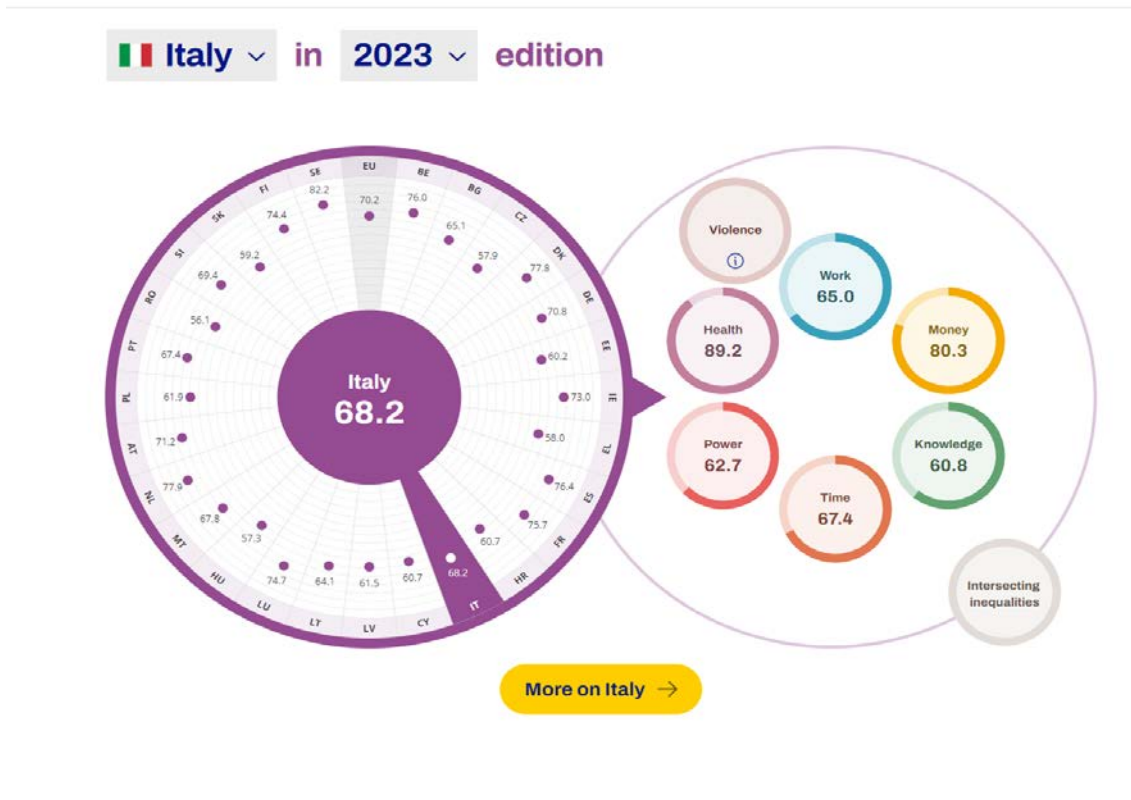 Italy in 2023 edition
EU
70.2
BE
76.0
BG
65.1
CZ
57.9
DK
77.8
DE
70.8
EE
60.2
IE
73.0
EL
58.0
ES
76.4
FR
75.7
HR
60.7
IT
68.2
CY
60.7
LV
61.5
LT
64.1
LU
74.7
HU
57.3
MT
67.8
NL
77.9
AT
71.2
PL
61.9
PT
67.4
RO
56.1
SI
69.4
SK
59.2
FI
74.4
SE
82.2
Italy
68.2
Violence
i
Work
65.0
Health
89.2
Money
80.3
Power
62.7
Knowledge
60.8
Time
67.4
Intersecting
inequalities
More on Italy →